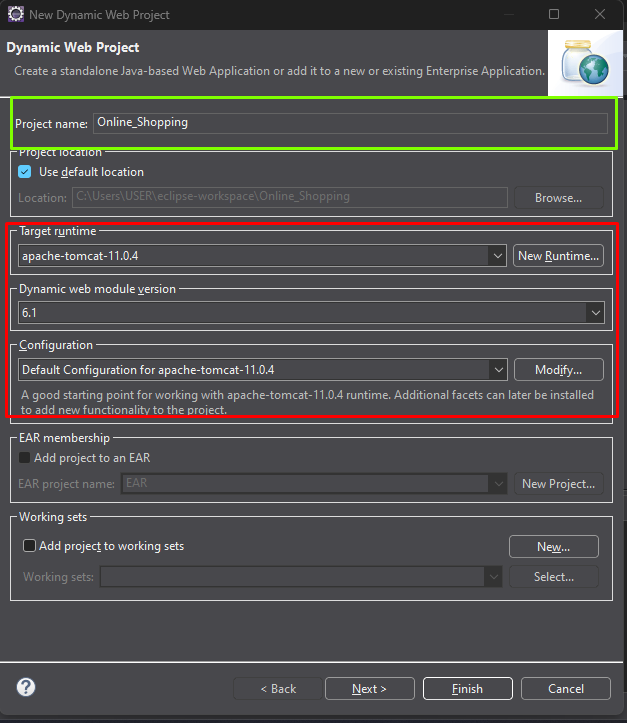 New Dynamic Web Project
Dynamic Web Project
Create a standalone Java-based Web Application or add it to a new or existing Enterprise Application.
Project name: Online_Shopping
Project location
Use default location
Location: C:\Users\USER\eclipse-workspace\Online_Shopping Browse...
Target runtime
apache-tomcat-11.0.4 New Runtime...
Dynamic web module version
6.1
Configuration
Default Configuration for apache-tomcat-11.0.4 Modify...
A good starting point for working with apache-tomcat-11.0.4 runtime. Additional facets can later be installed
to add new functionality to the project.
EAR membership
Add project to an EAR
EAR project name: EAR New Project...
Working sets
Add project to working sets New...
Working sets: Select...
? < Back Next > Finish Cancel